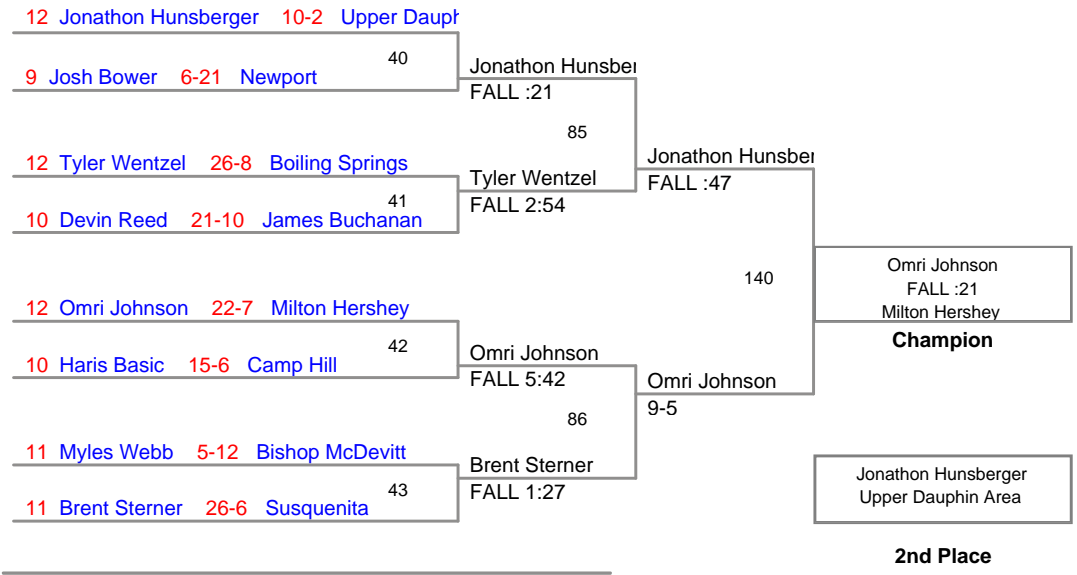 12 Jonathon Hunsberger 10-2 Upper Dauph
40
9 Josh Bower 6-21 Newport
Jonathon Hunsber
FALL :21
85
12 Tyler Wentzel 26-8 Boiling Springs
41
10 Devin Reed 21-10 James Buchanan
Tyler Wentzel
FALL 2:54
Jonathon Hunsber
FALL :47
140
12 Omri Johnson 22-7 Milton Hershey
42
10 Haris Basic 15-6 Camp Hill
Omri Johnson
FALL 5:42
86
11 Myles Webb 5-12 Bishop McDevitt
43
11 Brent Sterner 26-6 Susquenita
Brent Sterner
FALL 1:27
Omri Johnson
9-5
Omri Johnson
FALL :21
Milton Hershey
Champion
Jonathon Hunsberger
Upper Dauphin Area
2nd Place